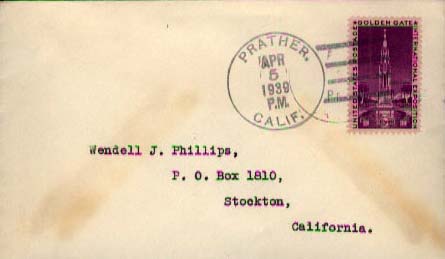 PRATHER.
APR
5
1939
P.M.
CALIF.
GOLDEN GATE
INTERNATIONAL EXPOSITION
UNITED STATES POSTAGE
Wendell J. Phillips,
P. O. Box 1810,
Stockton,
California.